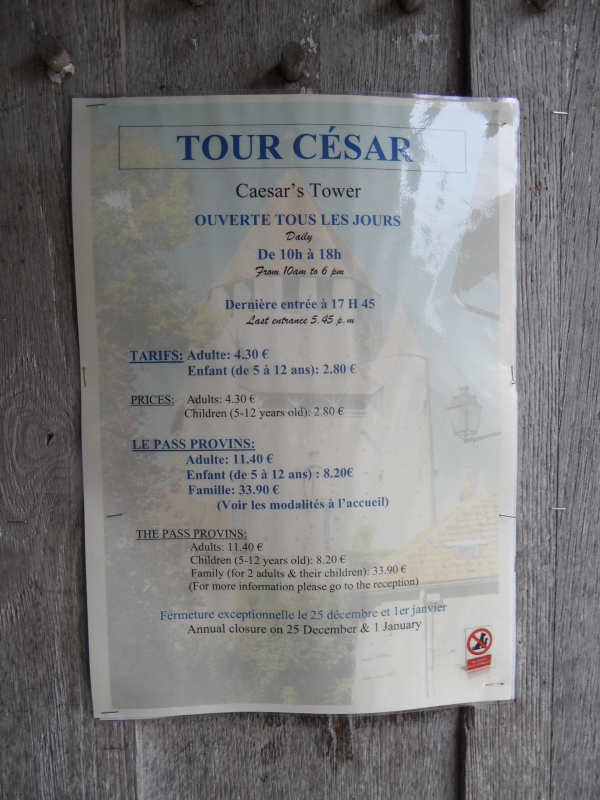 TOUR CÉSAR
Caesar's Tower
OUVERTE TOUS LES JOURS
Daily
De 10h à 18h
From 10am to 6 pm
Dernière entrée à 17 H 45
Last entrance 5.45 p.m
TARIFS: Adulte: 4.30 €
Enfant (de 5 à 12 ans): 2.80 €
PRICES: Adults: 4.30 €
Children (5-12 years old): 2.80 €
LE PASS PROVINS:
Adulte: 11.40 €
Enfant (de 5 à 12 ans) : 8.20€
Famille: 33.90 €
(Voir les modalités à l'accueil)
THE PASS PROVINS:
Adults: 11.40 €
Children (5-12 years old): 8.20 €
Family (for 2 adults & their children): 33.90 €
(For more information please go to the reception)
Fermeture exceptionnelle le 25 décembre et 1er janvier
Annual closure on 25 December & 1 January